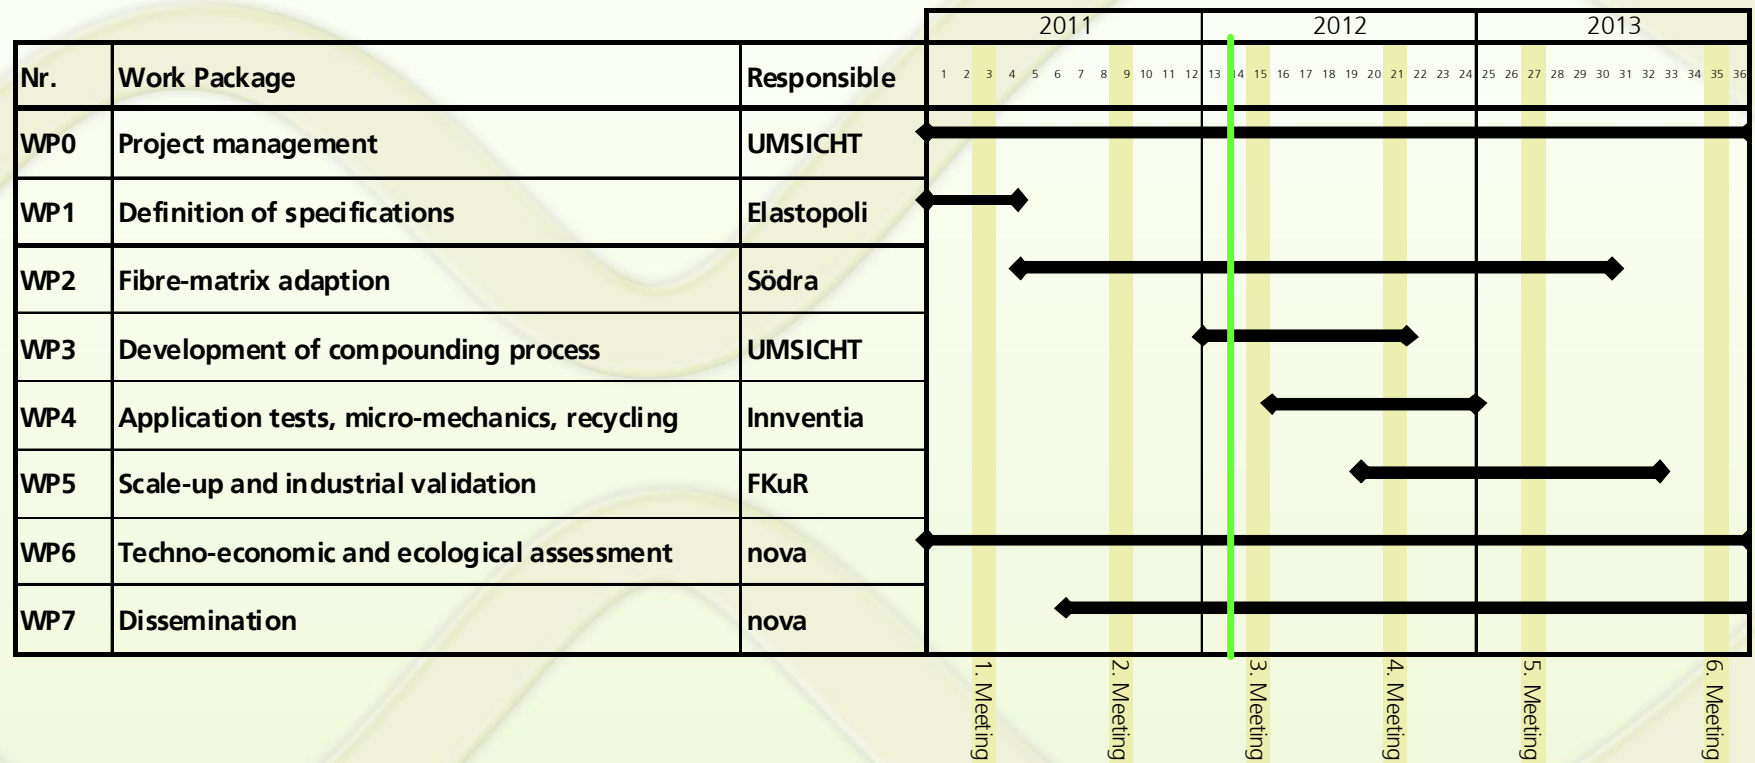 2011 2012 2013
Nr. Work Package Responsible 1 2 3 4 5 6 7 8 9 10 11 12 13 14 15 16 17 18 19 20 21 22 23 24 25 26 27 28 29 30 31 32 33 34 35 36
WP0 Project management UMSICHT
WP1 Definition of specifications Elastopoli
WP2 Fibre-matrix adaption Södra
WP3 Development of compounding process UMSICHT
WP4 Application tests, micro-mechanics, recycling Innventia
WP5 Scale-up and industrial validation FKuR
WP6 Techno-economic and ecological assessment nova
WP7 Dissemination nova
1. Meeting
2. Meeting
3. Meeting
4. Meeting
5. Meeting
6. Meeting